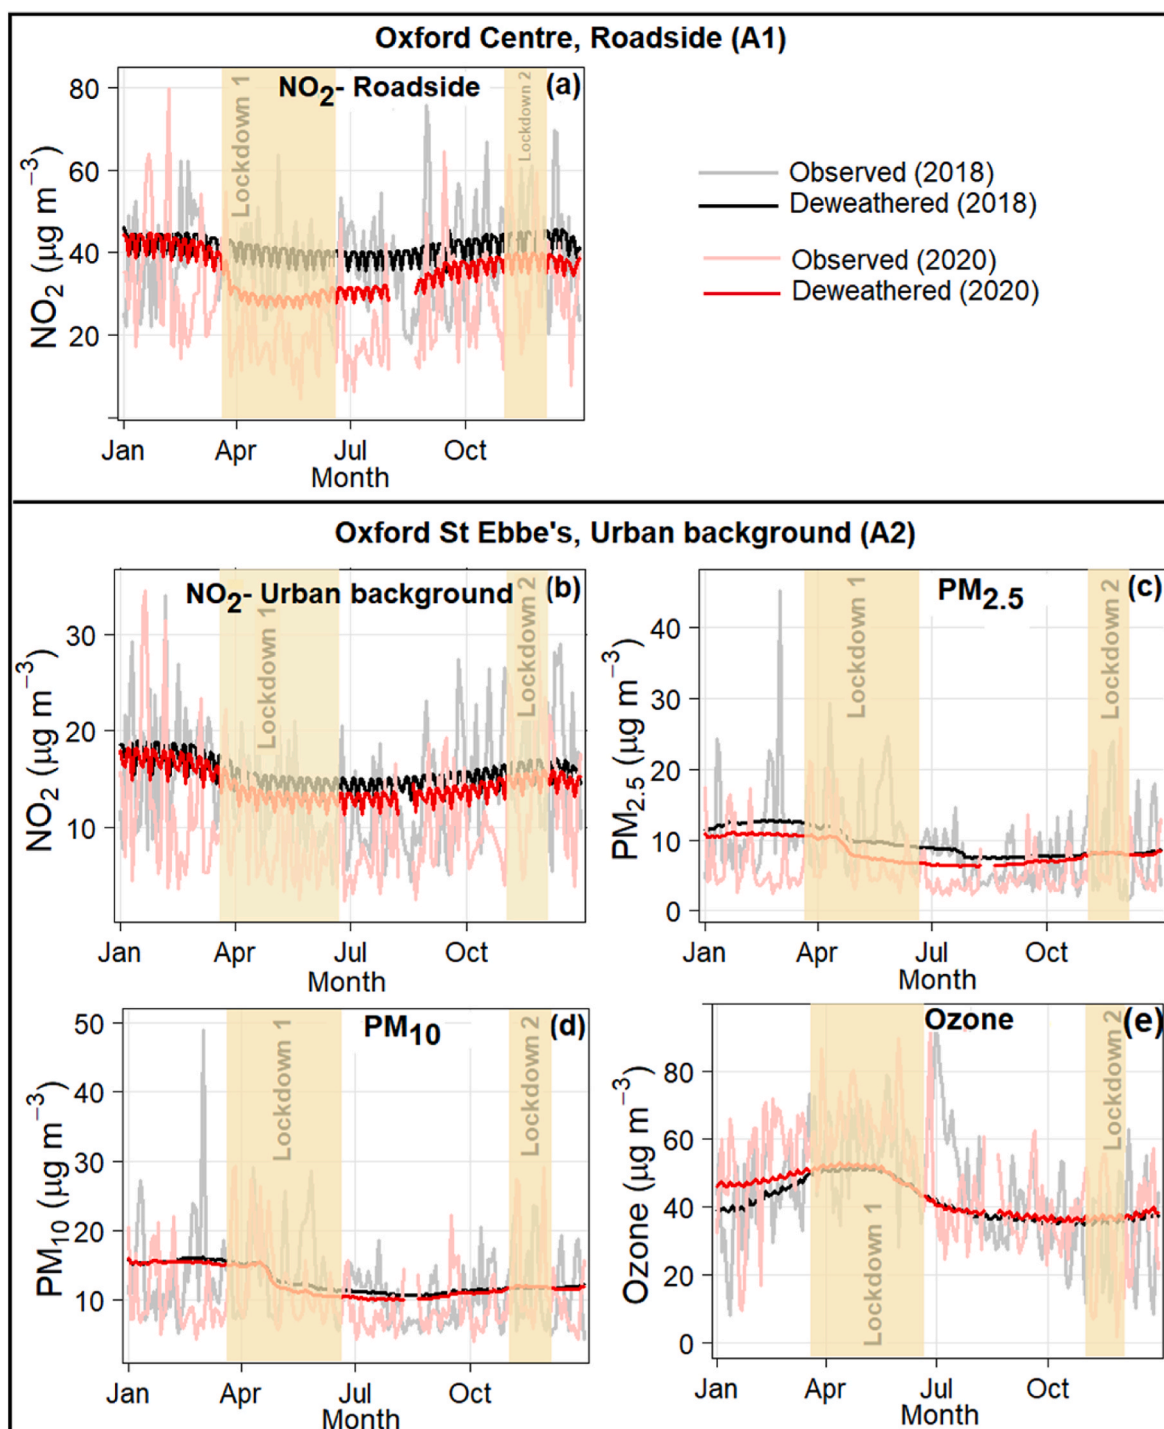 Oxford Centre, Roadside (A1)
NO2- Roadside (a)
Lockdown 1
Lockdown 2
80
60
40
20
NO2 (μg m−3)
Jan Apr Jul Oct
Month
Observed (2018)
Deweathered (2018)
Observed (2020)
Deweathered (2020)
Oxford St Ebbe's, Urban background (A2)
NO2- Urban background (b)
Lockdown 1
Lockdown 2
30
20
10
NO2 (μg m−3)
Jan Apr Jul Oct
Month
PM2.5 (c)
Lockdown 1
Lockdown 2
40
30
20
10
0
PM2.5 (μg m−3)
Jan Apr Jul Oct
Month
PM10 (d)
Lockdown 1
Lockdown 2
50
40
30
20
10
PM10 (μg m−3)
Jan Apr Jul Oct
Month
Ozone (e)
Lockdown 1
Lockdown 2
80
60
40
20
0
Ozone (μg m−3)
Jan Apr Jul Oct
Month